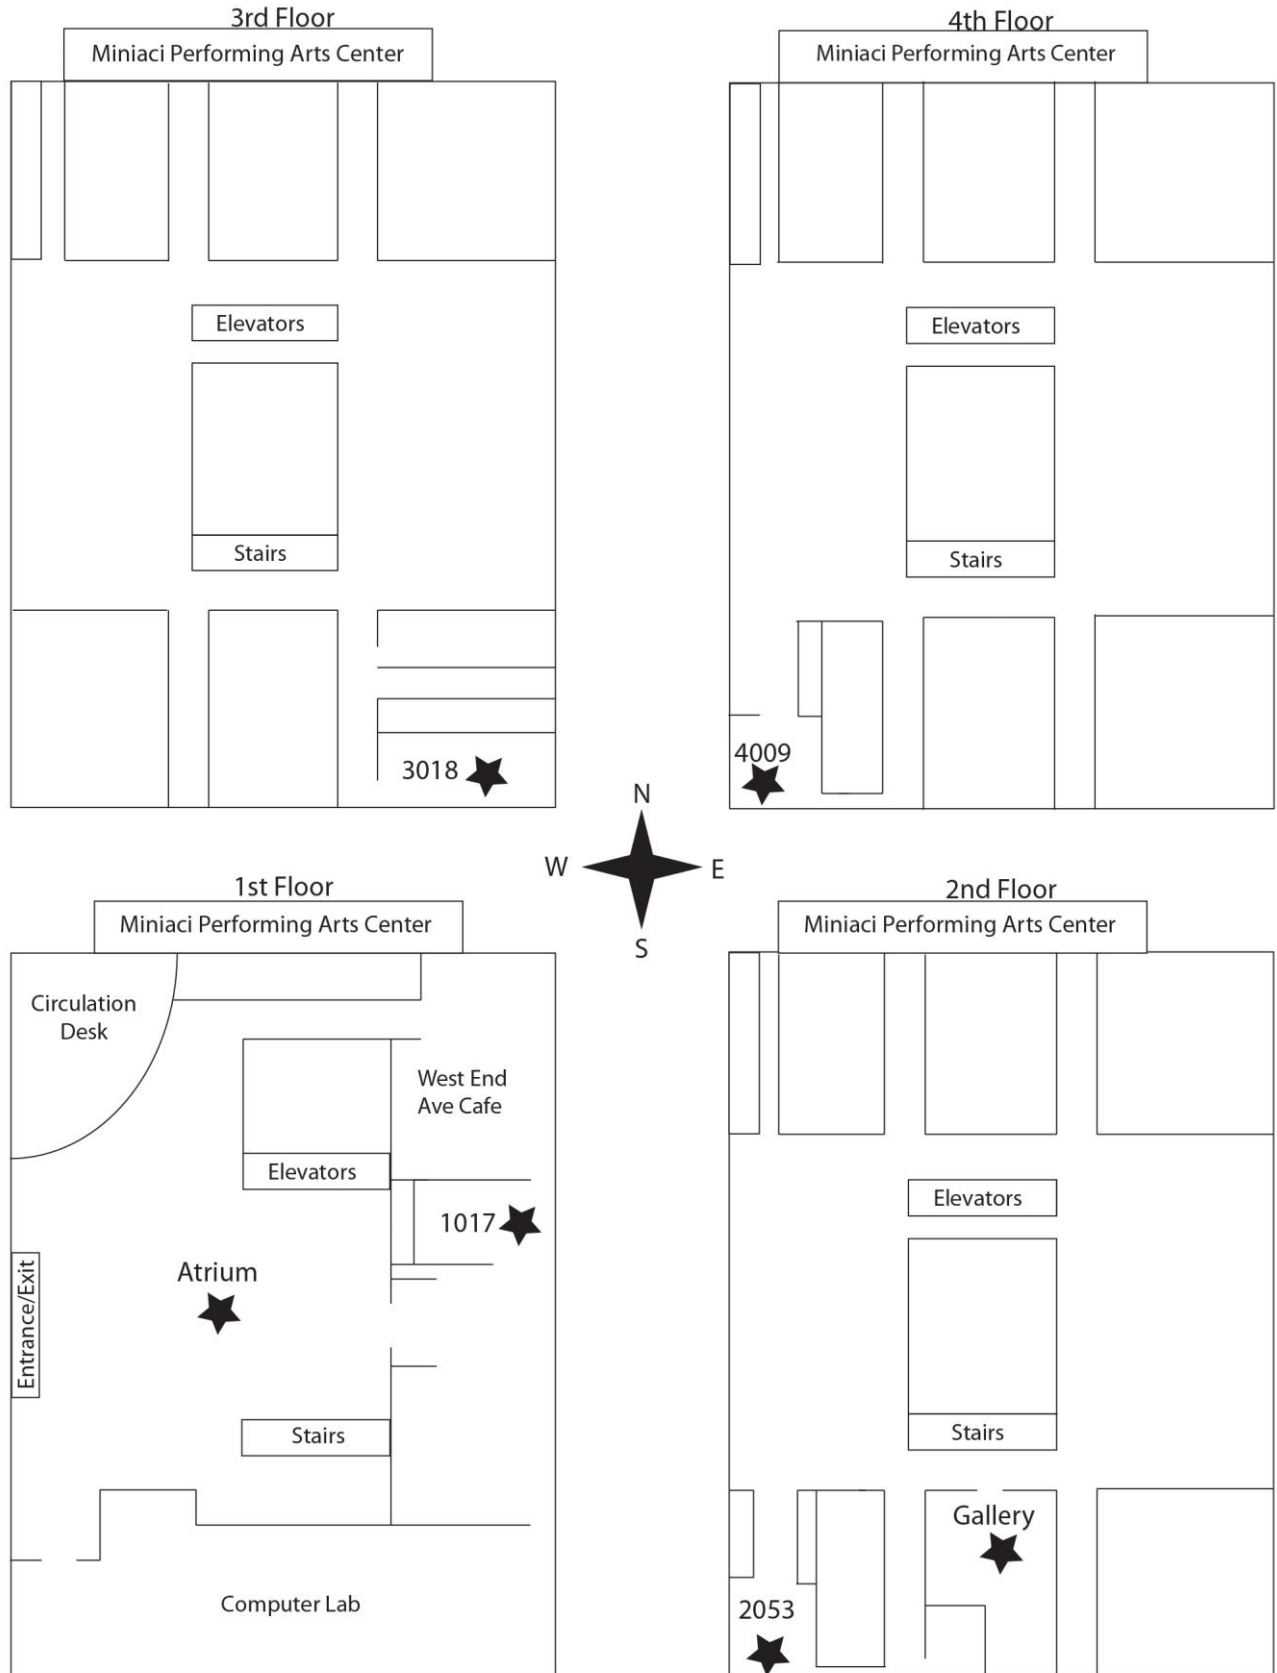 3rd Floor
Miniaci Performing Arts Center
Elevators
Stairs
3018
4th Floor
Miniaci Performing Arts Center
Elevators
Stairs
4009
N
W
E
S
1st Floor
Miniaci Performing Arts Center
Circulation
Desk
West End
Ave Cafe
Elevators
1017
Atrium
Entrance/Exit
Stairs
Computer Lab
2nd Floor
Miniaci Performing Arts Center
Elevators
Stairs
Gallery
2053